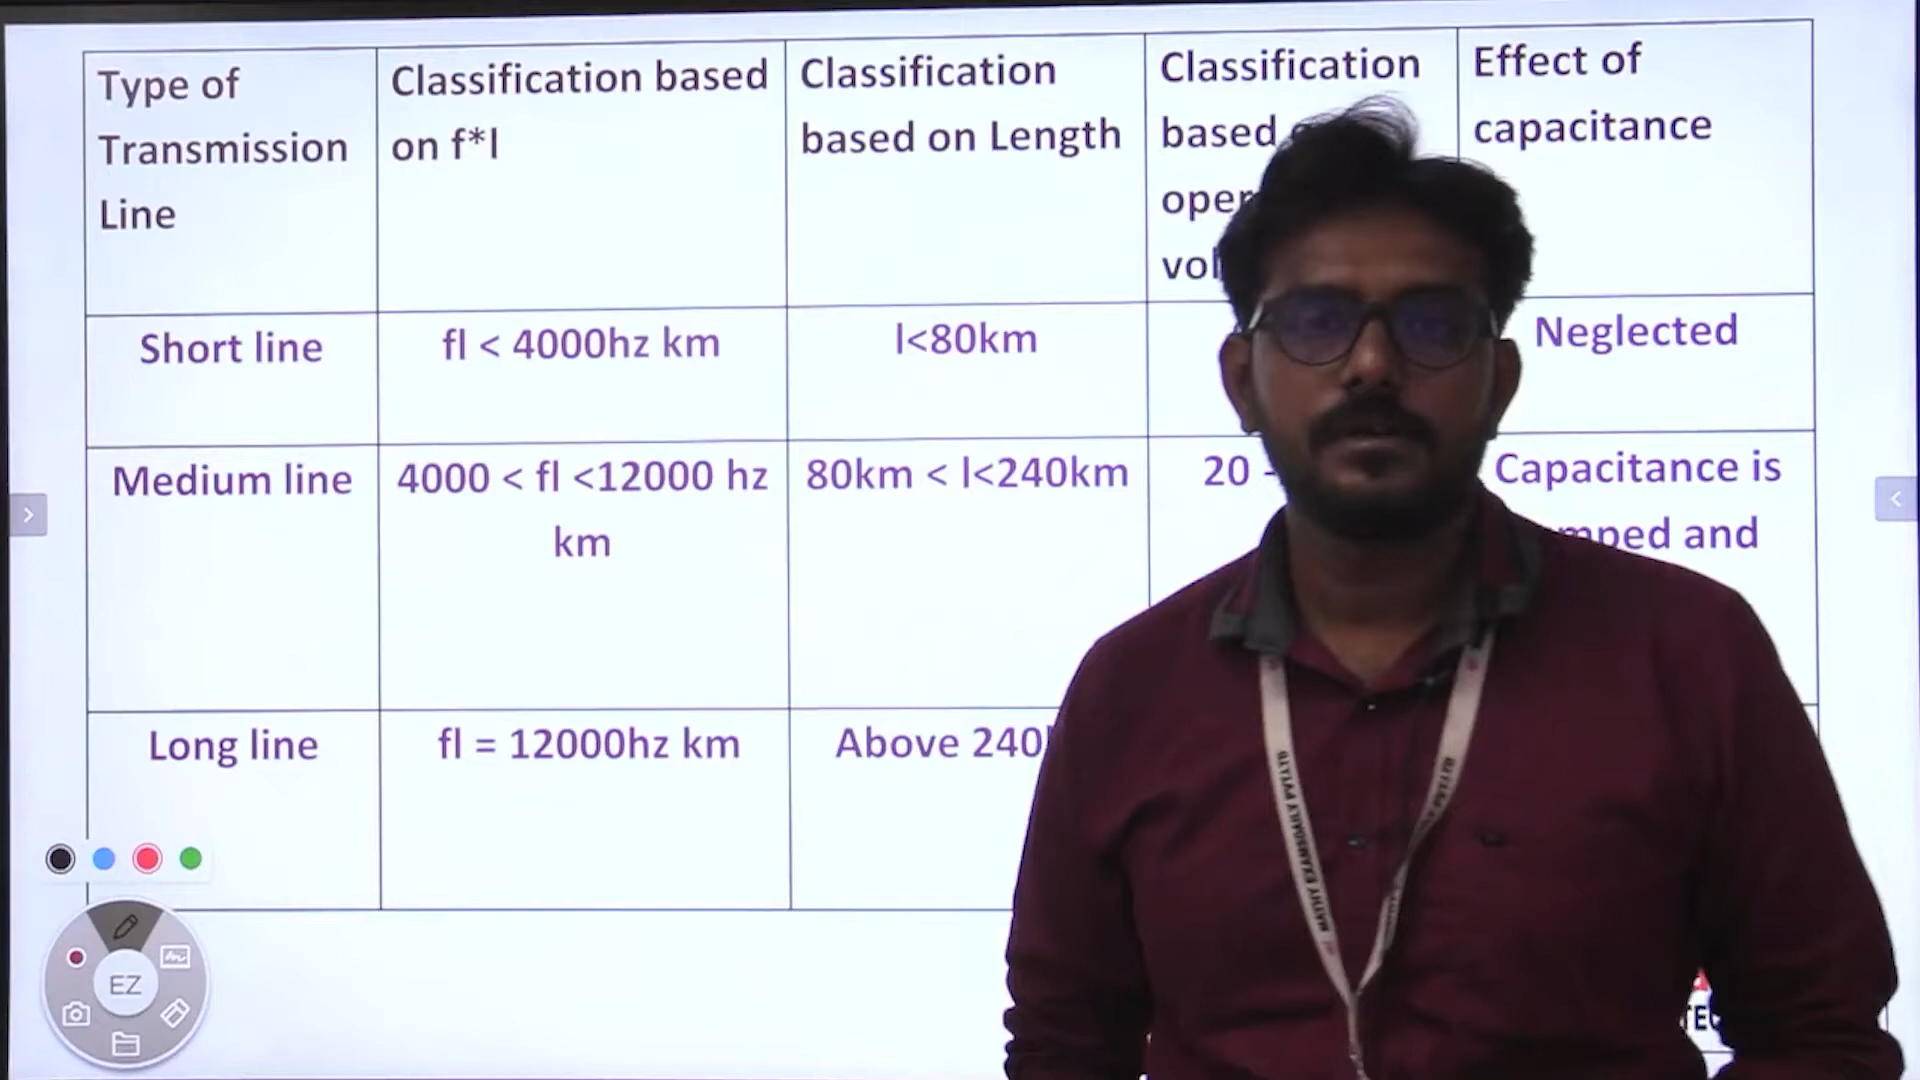 Type of
Transmission
Line
Classification based
on f*l
Classification
based on Length
Classification
based
Effect of
capacitance
Short line
fl < 4000hz km
l<80km
Neglected
Medium line
4000 < fl <12000 hz
km
80km < l<240km
20 -
Capacitance is
and
Long line
fl = 12000hz km
Above 240
EZ